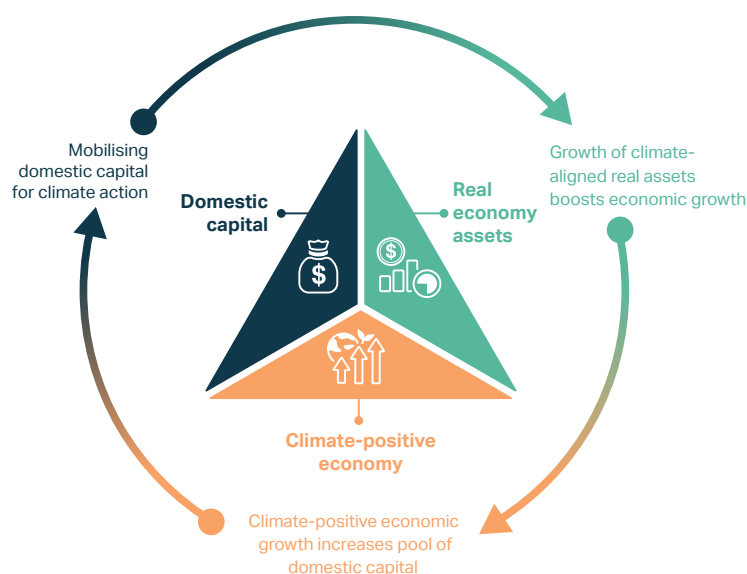 Mobilising
domestic capital
for climate action
Growth of climate-
aligned real assets
boosts economic growth
Domestic
capital
Real
economy
assets
$
$
Climate-positive
economy
Climate-positive economic
growth increases pool of
domestic capital